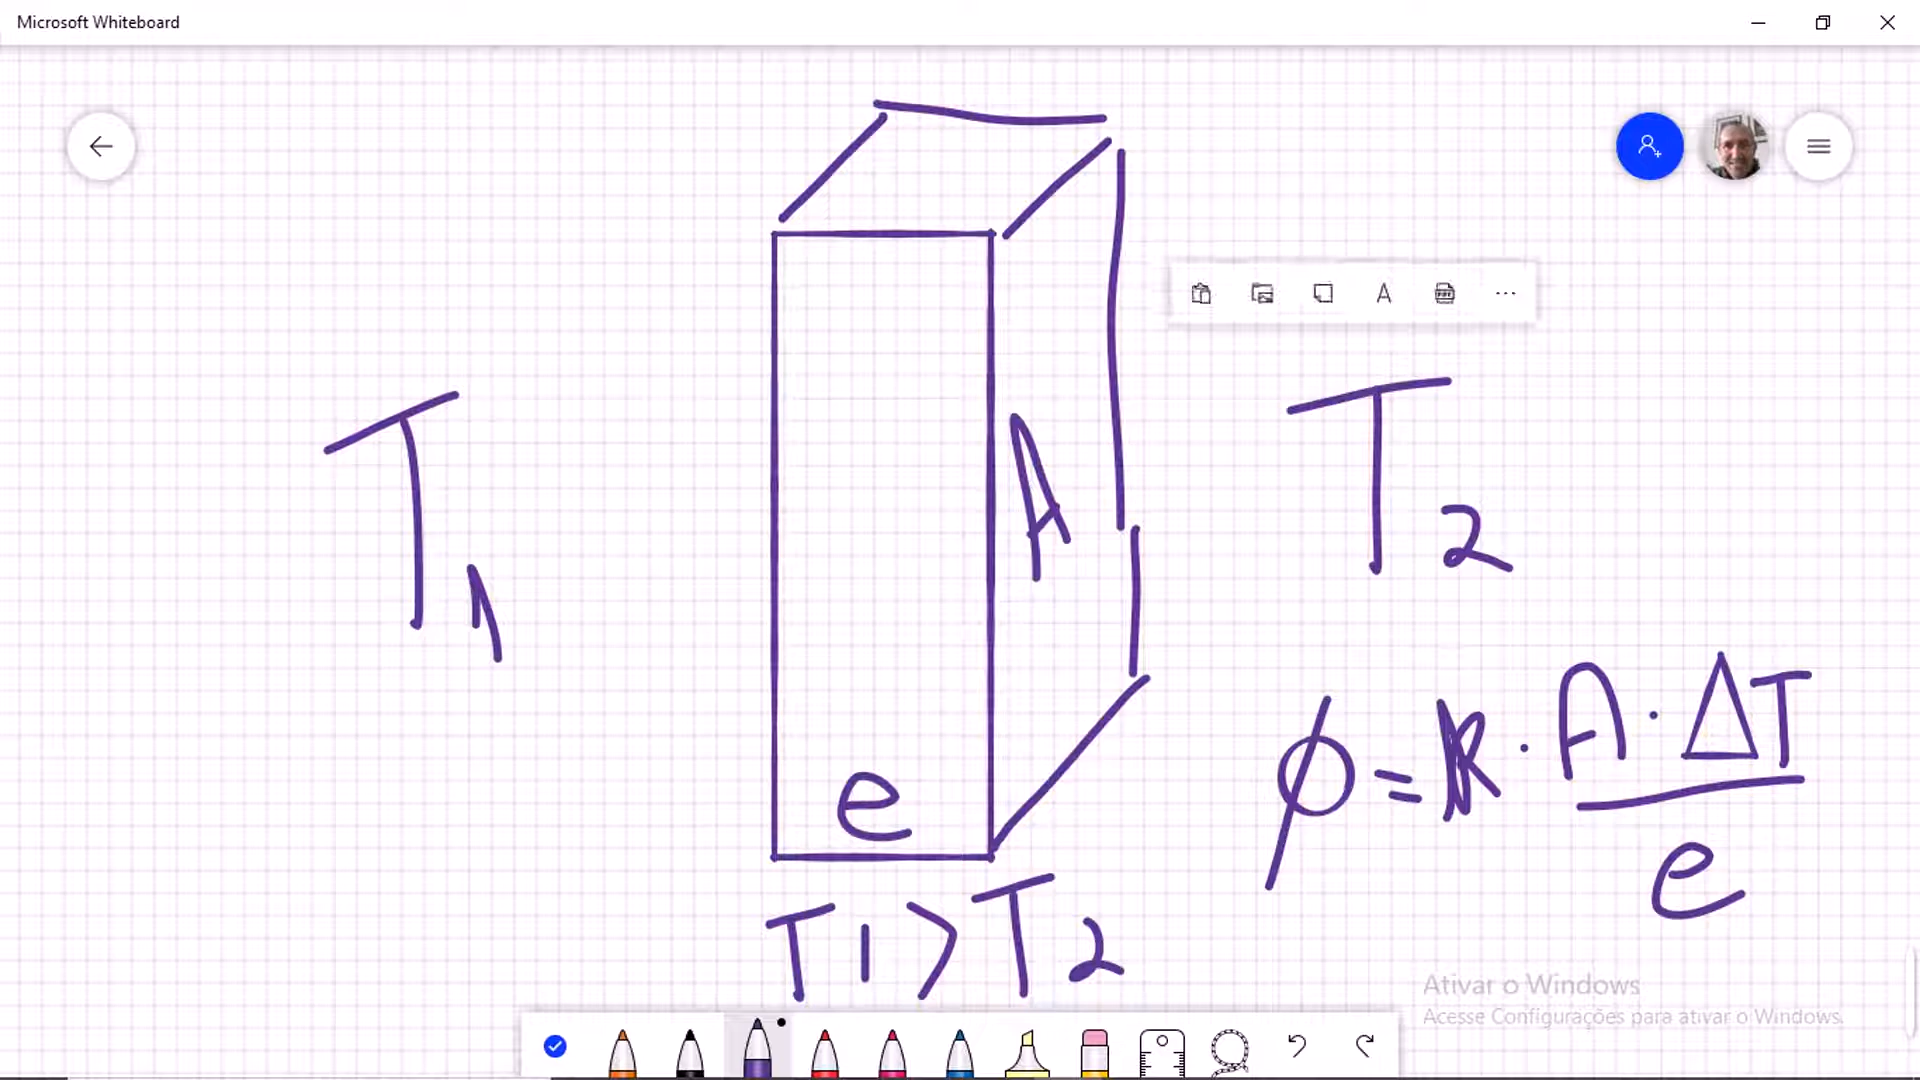 Microsoft Whiteboard
T1
A
T2
e
ϕ = K · A · ΔT / e
T1 > T2
Ativar o Windows
Acesse Configurações para ativar o Windows.